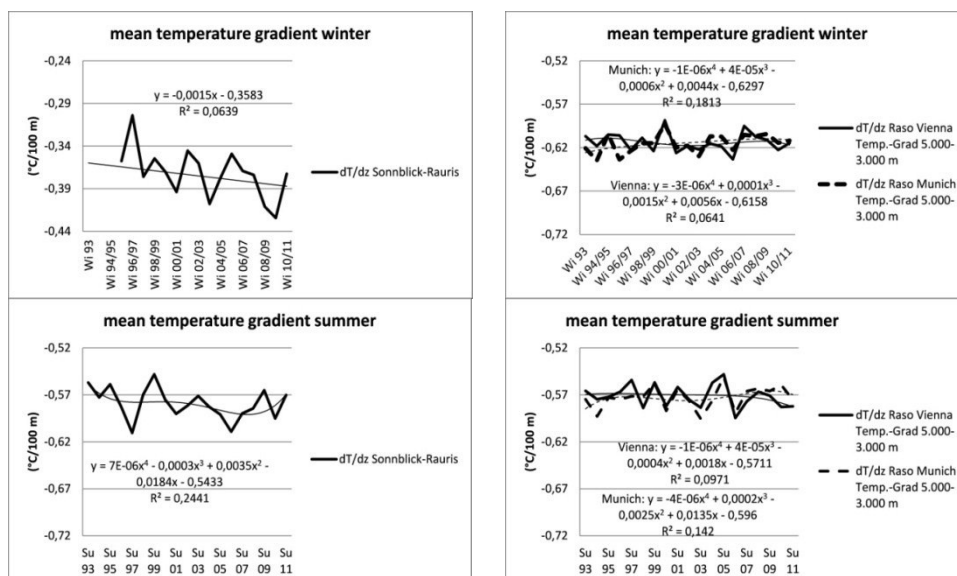 mean temperature gradient winter
-0,24
-0,29
-0,34
-0,39
-0,44
(°C/100 m)
y = -0,0015x - 0,3583
R² = 0,0639
dT/dz Sonnblick-Rauris
Wi 93
Wi 94/95
Wi 96/97
Wi 98/99
Wi 00/01
Wi 02/03
Wi 04/05
Wi 06/07
Wi 08/09
Wi 10/11
mean temperature gradient winter
-0,52
-0,57
-0,62
-0,67
-0,72
(°C/100 m)
Munich: y = -1E-06x⁴ + 4E-05x³ -
0,0006x² + 0,0044x - 0,6297
R² = 0,1813
Vienna: y = -3E-06x⁴ + 0,0001x³ -
0,0015x² + 0,0056x - 0,6158
R² = 0,0641
dT/dz Raso Vienna
Temp.-Grad 5.000-
3.000 m
dT/dz Raso Munich
Temp.-Grad 5.000-
3.000 m
Wi 93
Wi 94/95
Wi 96/97
Wi 98/99
Wi 00/01
Wi 02/03
Wi 04/05
Wi 06/07
Wi 08/09
Wi 10/11
mean temperature gradient summer
-0,52
-0,57
-0,62
-0,67
-0,72
(°C/100 m)
y = 7E-06x⁴ - 0,0003x³ + 0,0035x² -
0,0184x - 0,5433
R² = 0,2441
dT/dz Sonnblick-Rauris
Su Su Su Su Su Su Su Su Su Su
93 95 97 99 01 03 05 07 09 11
mean temperature gradient summer
-0,52
-0,57
-0,62
-0,67
-0,72
(°C/100 m)
Vienna: y = -1E-06x⁴ + 4E-05x³ -
0,0004x² + 0,0018x - 0,5711
R² = 0,0971
Munich: y = -4E-06x⁴ + 0,0002x³ -
0,0025x² + 0,0135x - 0,596
R² = 0,142
dT/dz Raso Vienna
Temp.-Grad 5.000-
3.000 m
dT/dz Raso Munich
Temp.-Grad 5.000-
3.000 m
Su Su Su Su Su Su Su Su Su Su
93 95 97 99 01 03 05 07 09 11